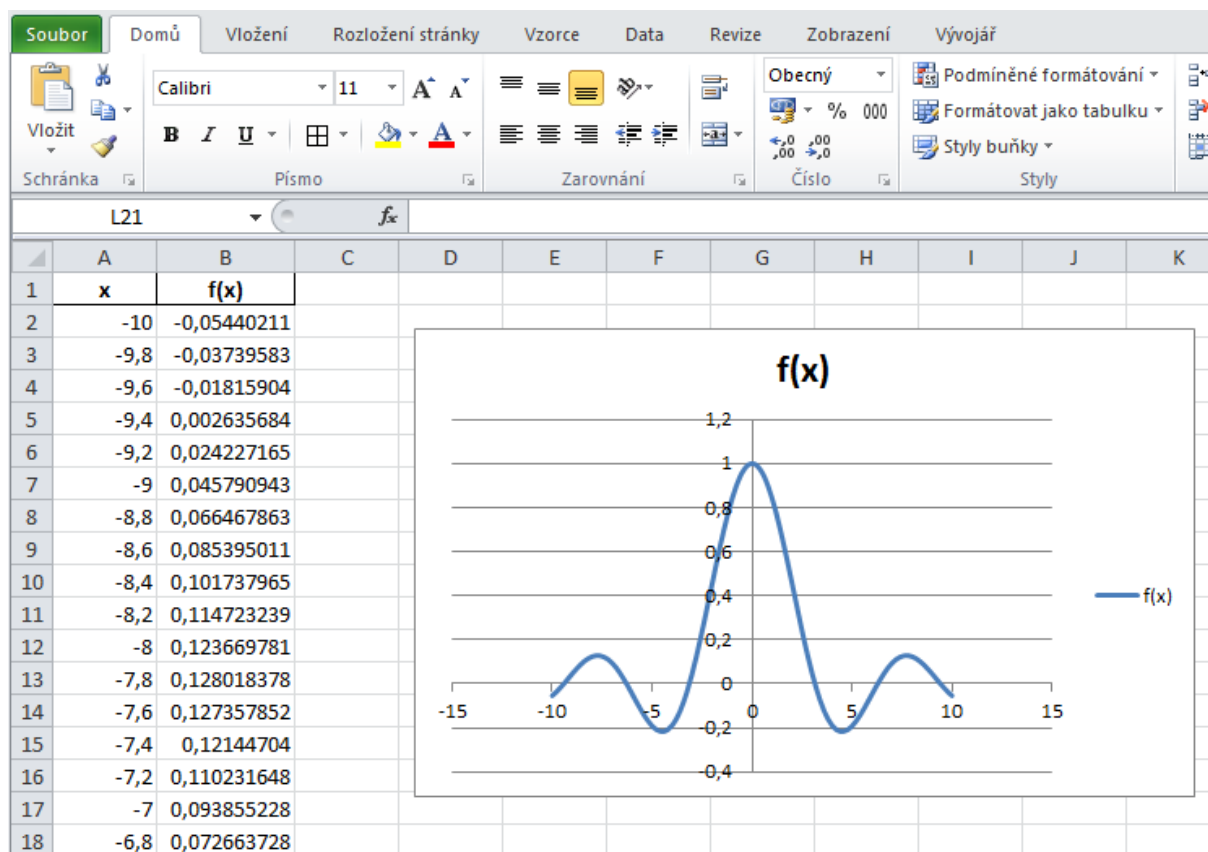 Soubor Domů Vložení Rozložení stránky Vzorce Data Revize Zobrazení Vývojář
Vložit
Schránka
Calibri 11 A A
B I U A
Písmo
Zarovnání
Obecný
% 000
,0 ,00
,00 ,0
Číslo
Podmíněné formátování
Formátovat jako tabulku
Styly buňky
Styly
L21 fx
A B C D E F G H I J K
1 x f(x)
2 -10 -0,05440211
3 -9,8 -0,03739583
4 -9,6 -0,01815904
5 -9,4 0,002635684
6 -9,2 0,024227165
7 -9 0,045790943
8 -8,8 0,066467863
9 -8,6 0,085395011
10 -8,4 0,101737965
11 -8,2 0,114723239
12 -8 0,123669781
13 -7,8 0,128018378
14 -7,6 0,127357852
15 -7,4 0,12144704
16 -7,2 0,110231648
17 -7 0,093855228
18 -6,8 0,072663728
f(x)
1,2
1
0,8
0,6
0,4
0,2
0
-0,2
-0,4
-15 -10 -5 0 5 10 15
f(x)